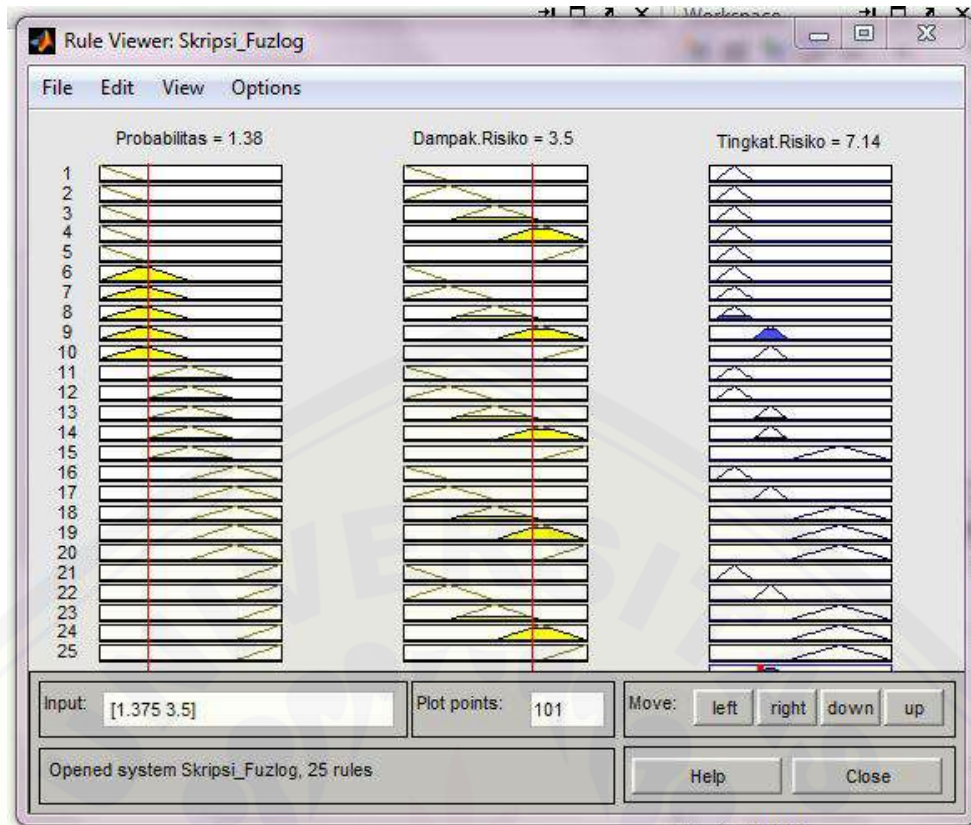 Workspace
Rule Viewer: Skripsi_Fuzlog
File Edit View Options
Probabilitas = 1.38
Dampak.Risiko = 3.5
Tingkat.Risiko = 7.14
1
2
3
4
5
6
7
8
9
10
11
12
13
14
15
16
17
18
19
20
21
22
23
24
25
Input: [1.375 3.5]
Plot points: 101
Move: left right down up
Opened system Skripsi_Fuzlog, 25 rules
Help Close